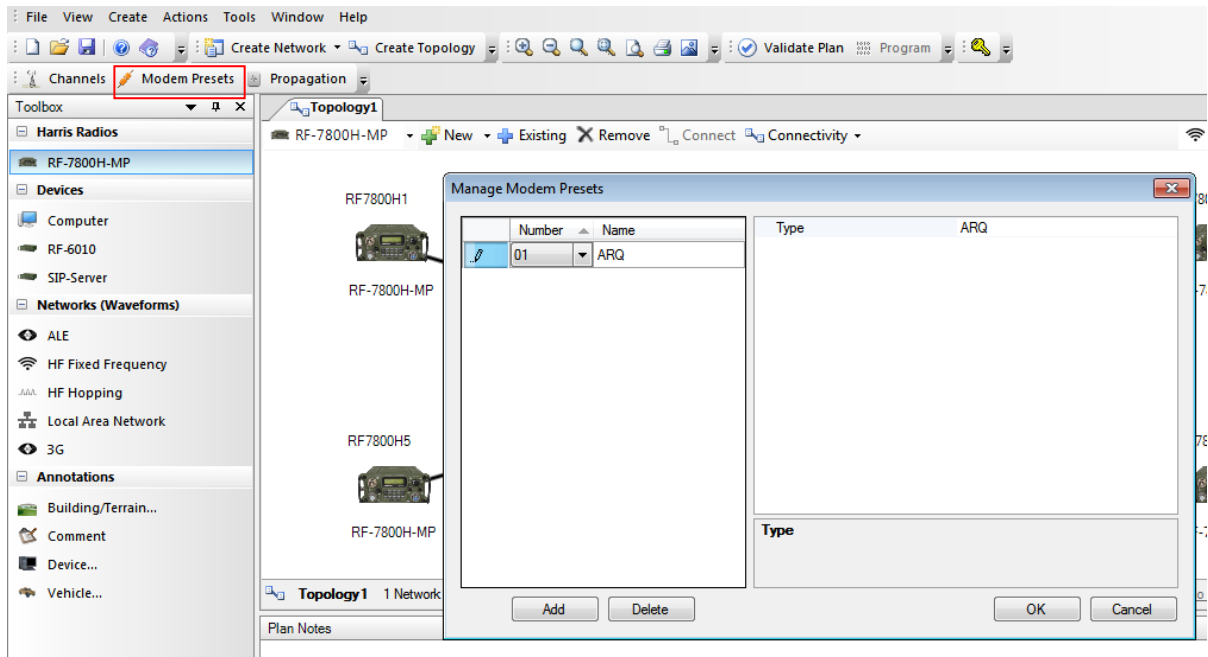 File View Create Actions Tools Window Help
Create Network Create Topology Validate Plan Program
Channels Modem Presets Propagation
Toolbox
Harris Radios
RF-7800H-MP
Devices
Computer
RF-6010
SIP-Server
Networks (Waveforms)
ALE
HF Fixed Frequency
HF Hopping
Local Area Network
3G
Annotations
Building/Terrain...
Comment
Device...
Vehicle...
Topology1
RF-7800H-MP New Existing Remove Connect Connectivity
RF7800H1
RF-7800H-MP
RF7800H5
RF-7800H-MP
Topology1 1 Network
Plan Notes
Manage Modem Presets
Number Name
01 ARQ
Type ARQ
Type
Add Delete OK Cancel